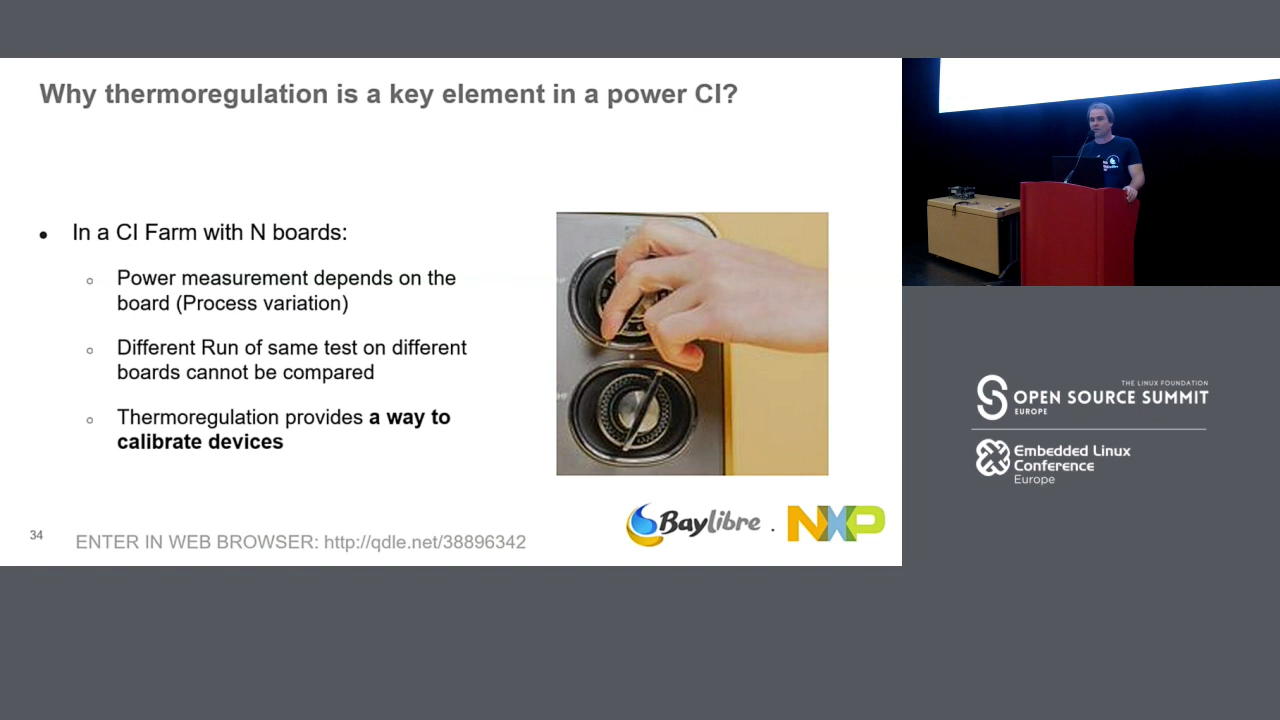 Why thermoregulation is a key element in a power CI?
● In a CI Farm with N boards:
○ Power measurement depends on the
board (Process variation)
○ Different Run of same test on different
boards cannot be compared
○ Thermoregulation provides a way to
calibrate devices
34
ENTER IN WEB BROWSER: http://qdle.net/38896342
Baylibre . NXP
THE LINUX FOUNDATION
OPEN SOURCE SUMMIT
EUROPE
Embedded Linux
Conference
Europe